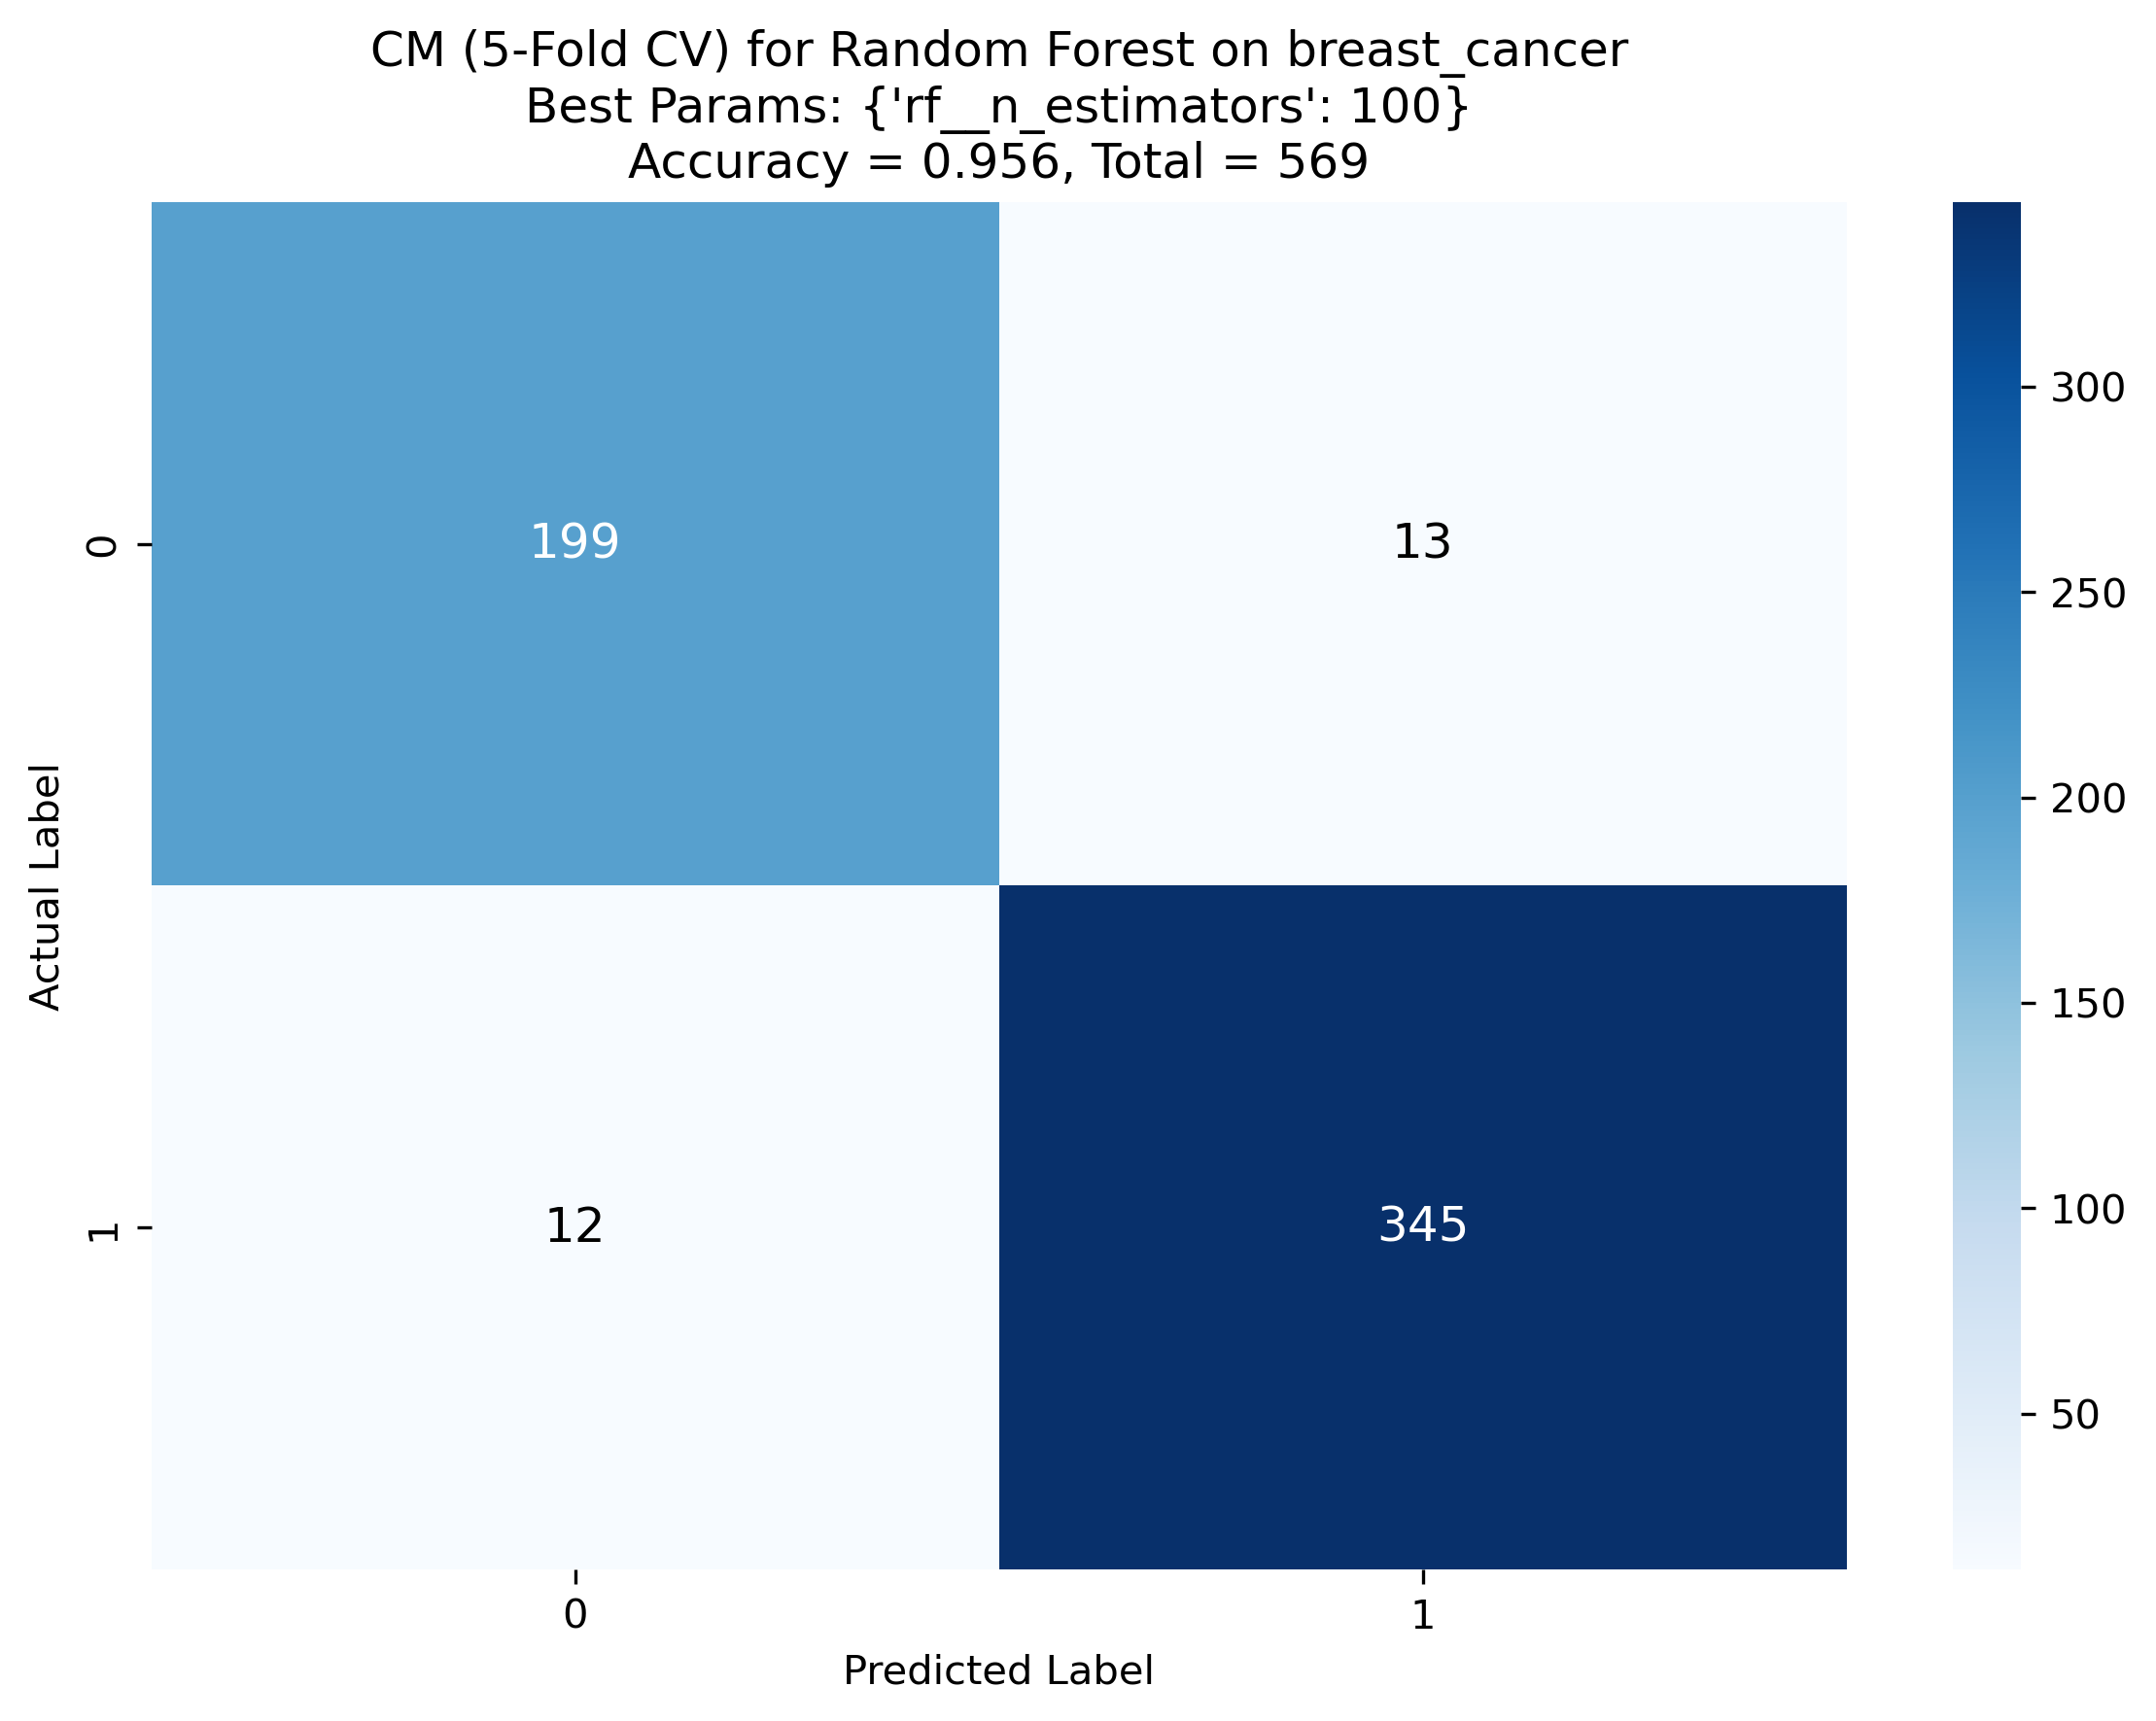 CM (5-Fold CV) for Random Forest on breast_cancer
Best Params: {'rf__n_estimators': 100}
Accuracy = 0.956, Total = 569
Actual Label
0
199
13
1
12
345
0
1
Predicted Label
300
250
200
150
100
50